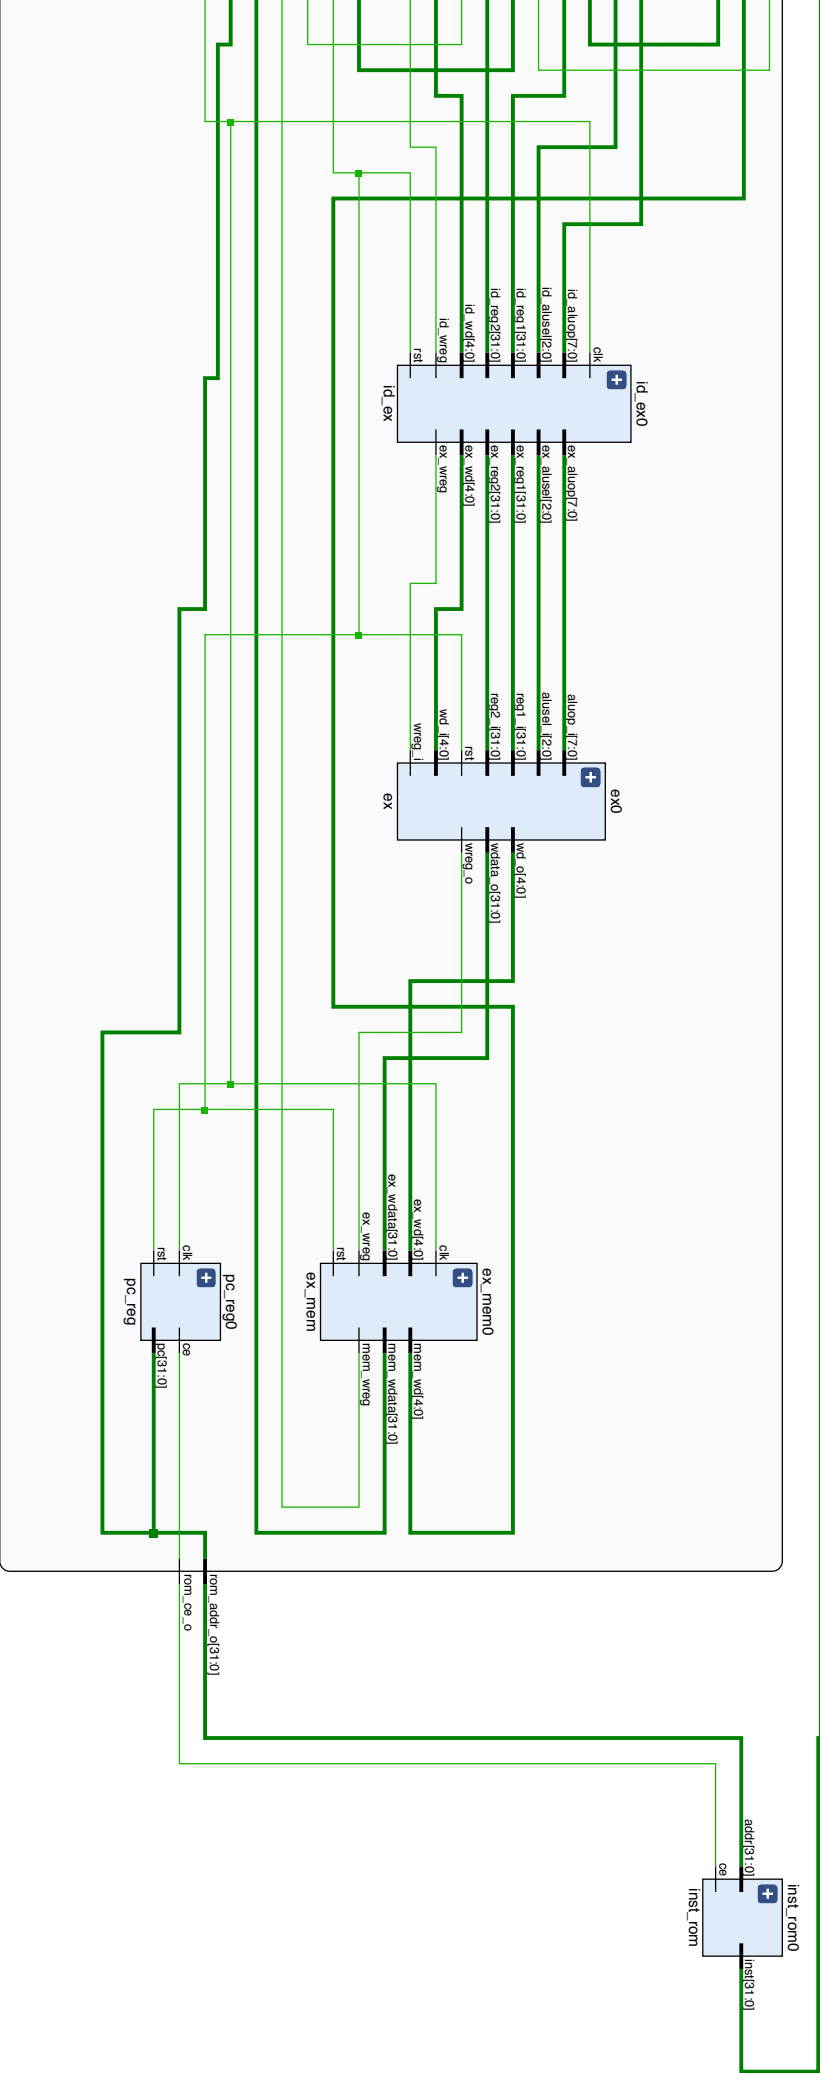 id_ex0
clk
id_aluop[7:0]
id_alusel[2:0]
id_reg1[31:0]
id_reg2[31:0]
id_wd[4:0]
id_wreg
rst
ex_aluop[7:0]
ex_alusel[2:0]
ex_reg1[31:0]
ex_reg2[31:0]
ex_wd[4:0]
ex_wreg
id_ex
ex0
aluop_i[7:0]
alusel_i[2:0]
reg1_i[31:0]
reg2_i[31:0]
rst
wd_i[4:0]
wreg_i
wd_o[4:0]
wdata_o[31:0]
wreg_o
ex
ex_mem0
clk
ex_wd[4:0]
ex_wdata[31:0]
ex_wreg
rst
mem_wd[4:0]
mem_wdata[31:0]
mem_wreg
ex_mem
pc_reg0
clk
rst
ce
pc[31:0]
pc_reg
rom_addr_o[31:0]
rom_ce_o
inst_rom0
addr[31:0]
ce
inst[31:0]
inst_rom